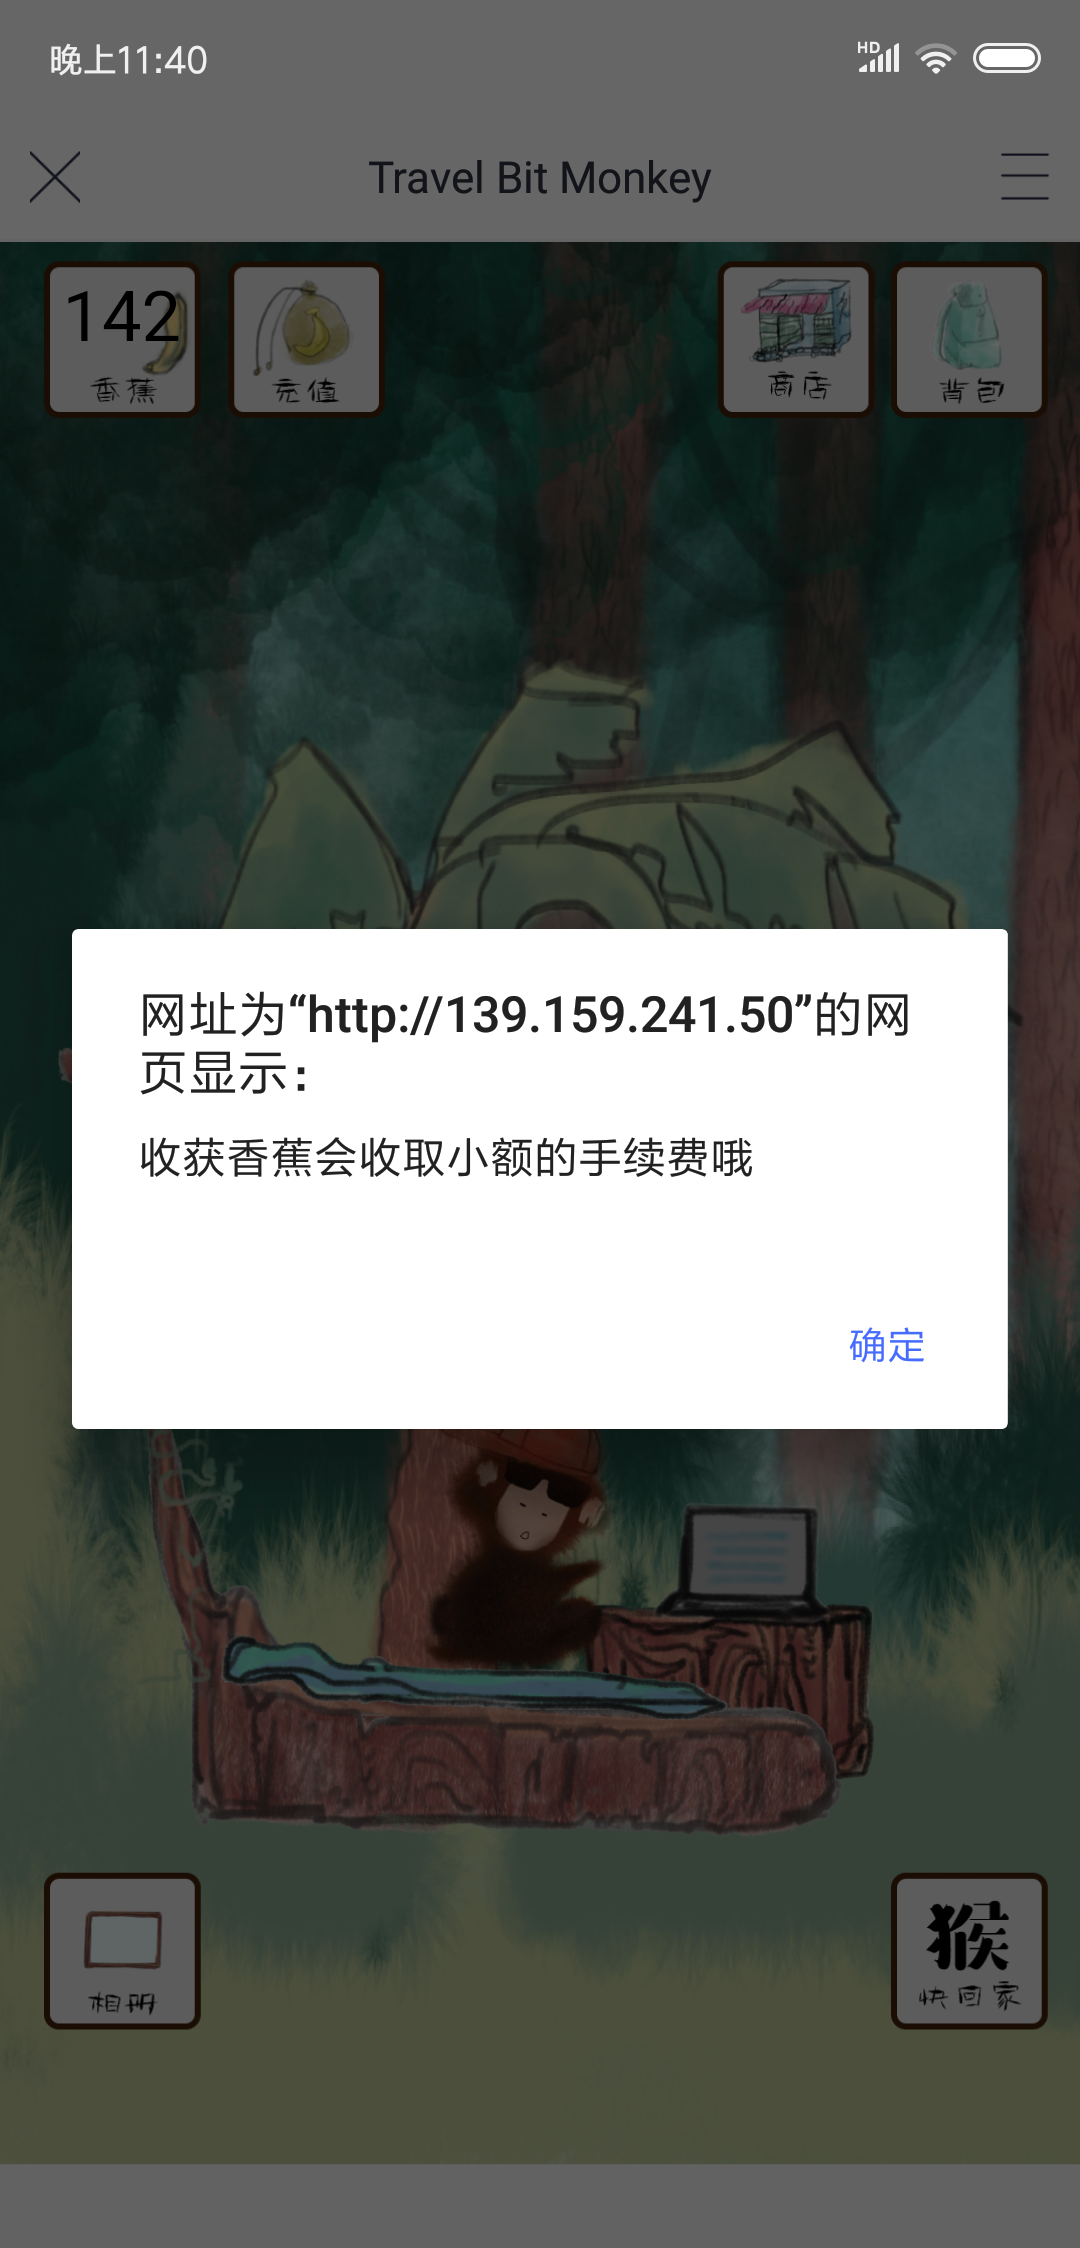 晚上11:40
HD
Travel Bit Monkey
142
香蕉
充值
商店
背包
网址为“http://139.159.241.50”的网
页显示：
收获香蕉会收取小额的手续费哦
确定
相册
猴
快回家